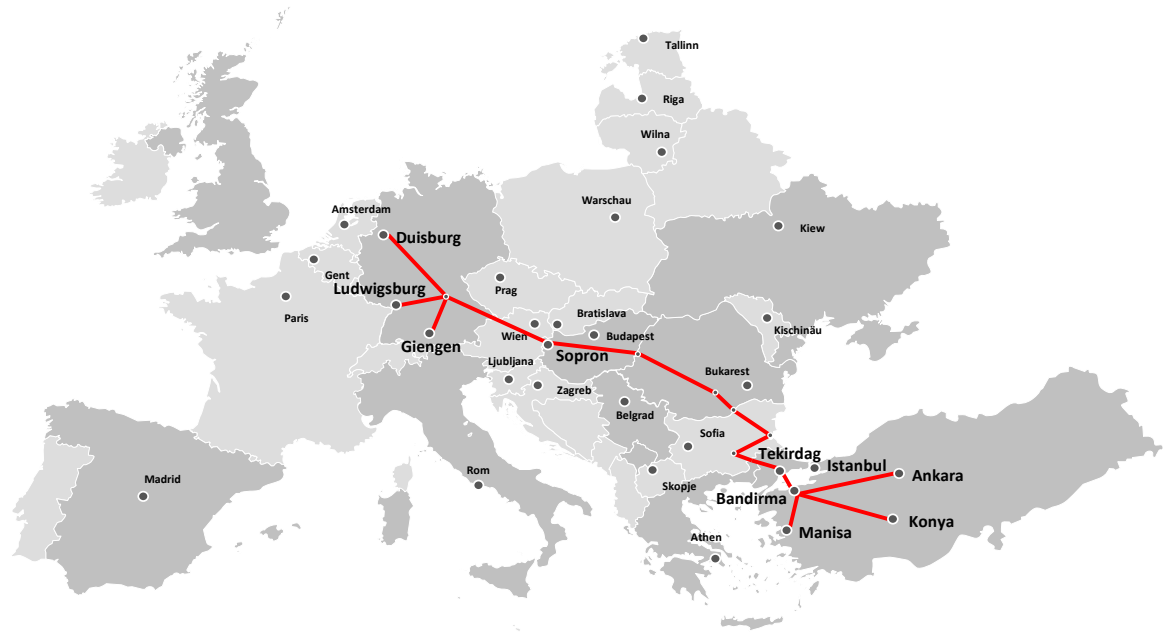 Tallinn
Riga
Wilna
Warschau
Amsterdam
Kiew
Duisburg
Gent
Ludwigsburg
Prag
Paris
Bratislava
Kischinäu
Wien
Budapest
Giengen
Sopron
Ljubljana
Bukarest
Zagreb
Belgrad
Sofia
Tekirdag
Istanbul
Rom
Ankara
Madrid
Skopje
Bandirma
Konya
Manisa
Athen